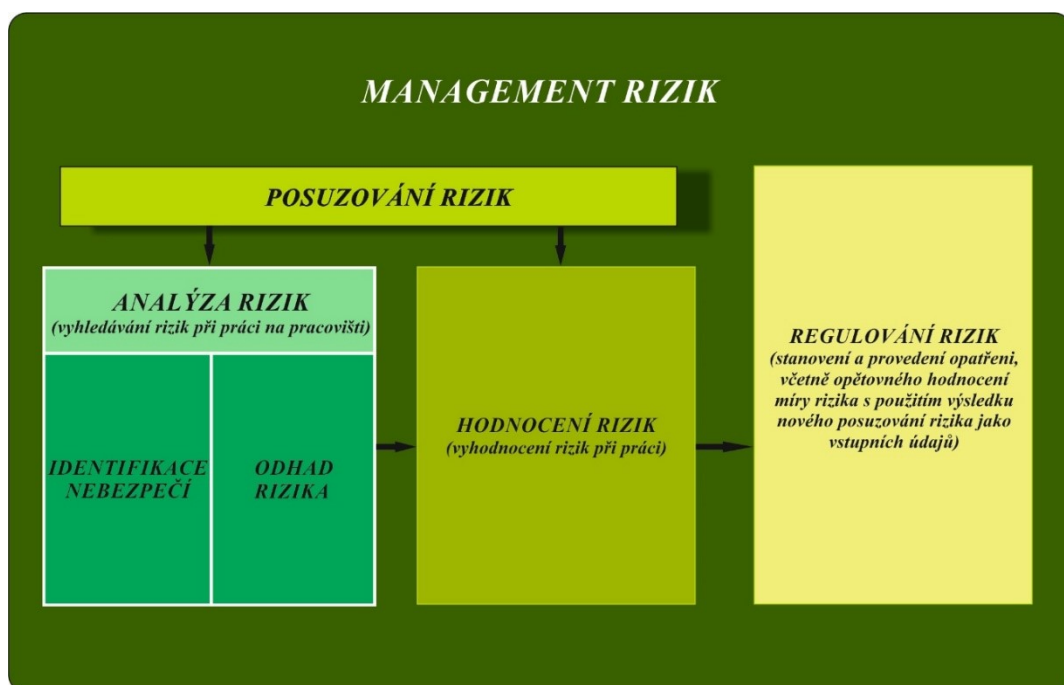 MANAGEMENT RIZIK
POSUZOVÁNÍ RIZIK
ANALÝZA RIZIK
(vyhledávání rizik při práci na pracovišti)
IDENTIFIKACE
NEBEZPEČÍ
ODHAD
RIZIKA
HODNOCENÍ RIZIK
(vyhodnocení rizik při práci)
REGULOVÁNÍ RIZIK
(stanovení a provedení opatřeni,
včetně opětovného hodnocení
míry rizika s použitím výsledku
nového posuzování rizika jako
vstupních údajů)